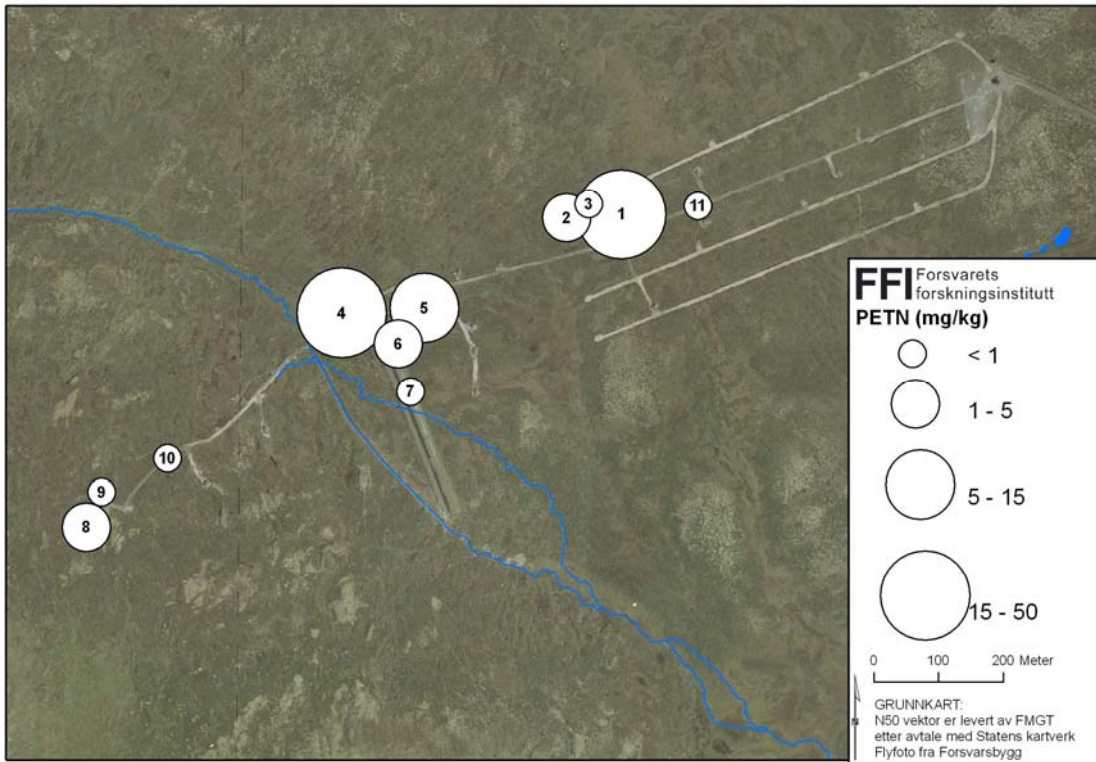 11
3
2
1
5
4
6
7
10
9
8
FFI Forsvarets
forskningsinstitutt
PETN (mg/kg)
< 1
1 - 5
5 - 15
15 - 50
0 100 200 Meter
N
GRUNNKART:
N50 vektor er levert av FMGT
etter avtale med Statens kartverk
Flyfoto fra Forsvarsbygg